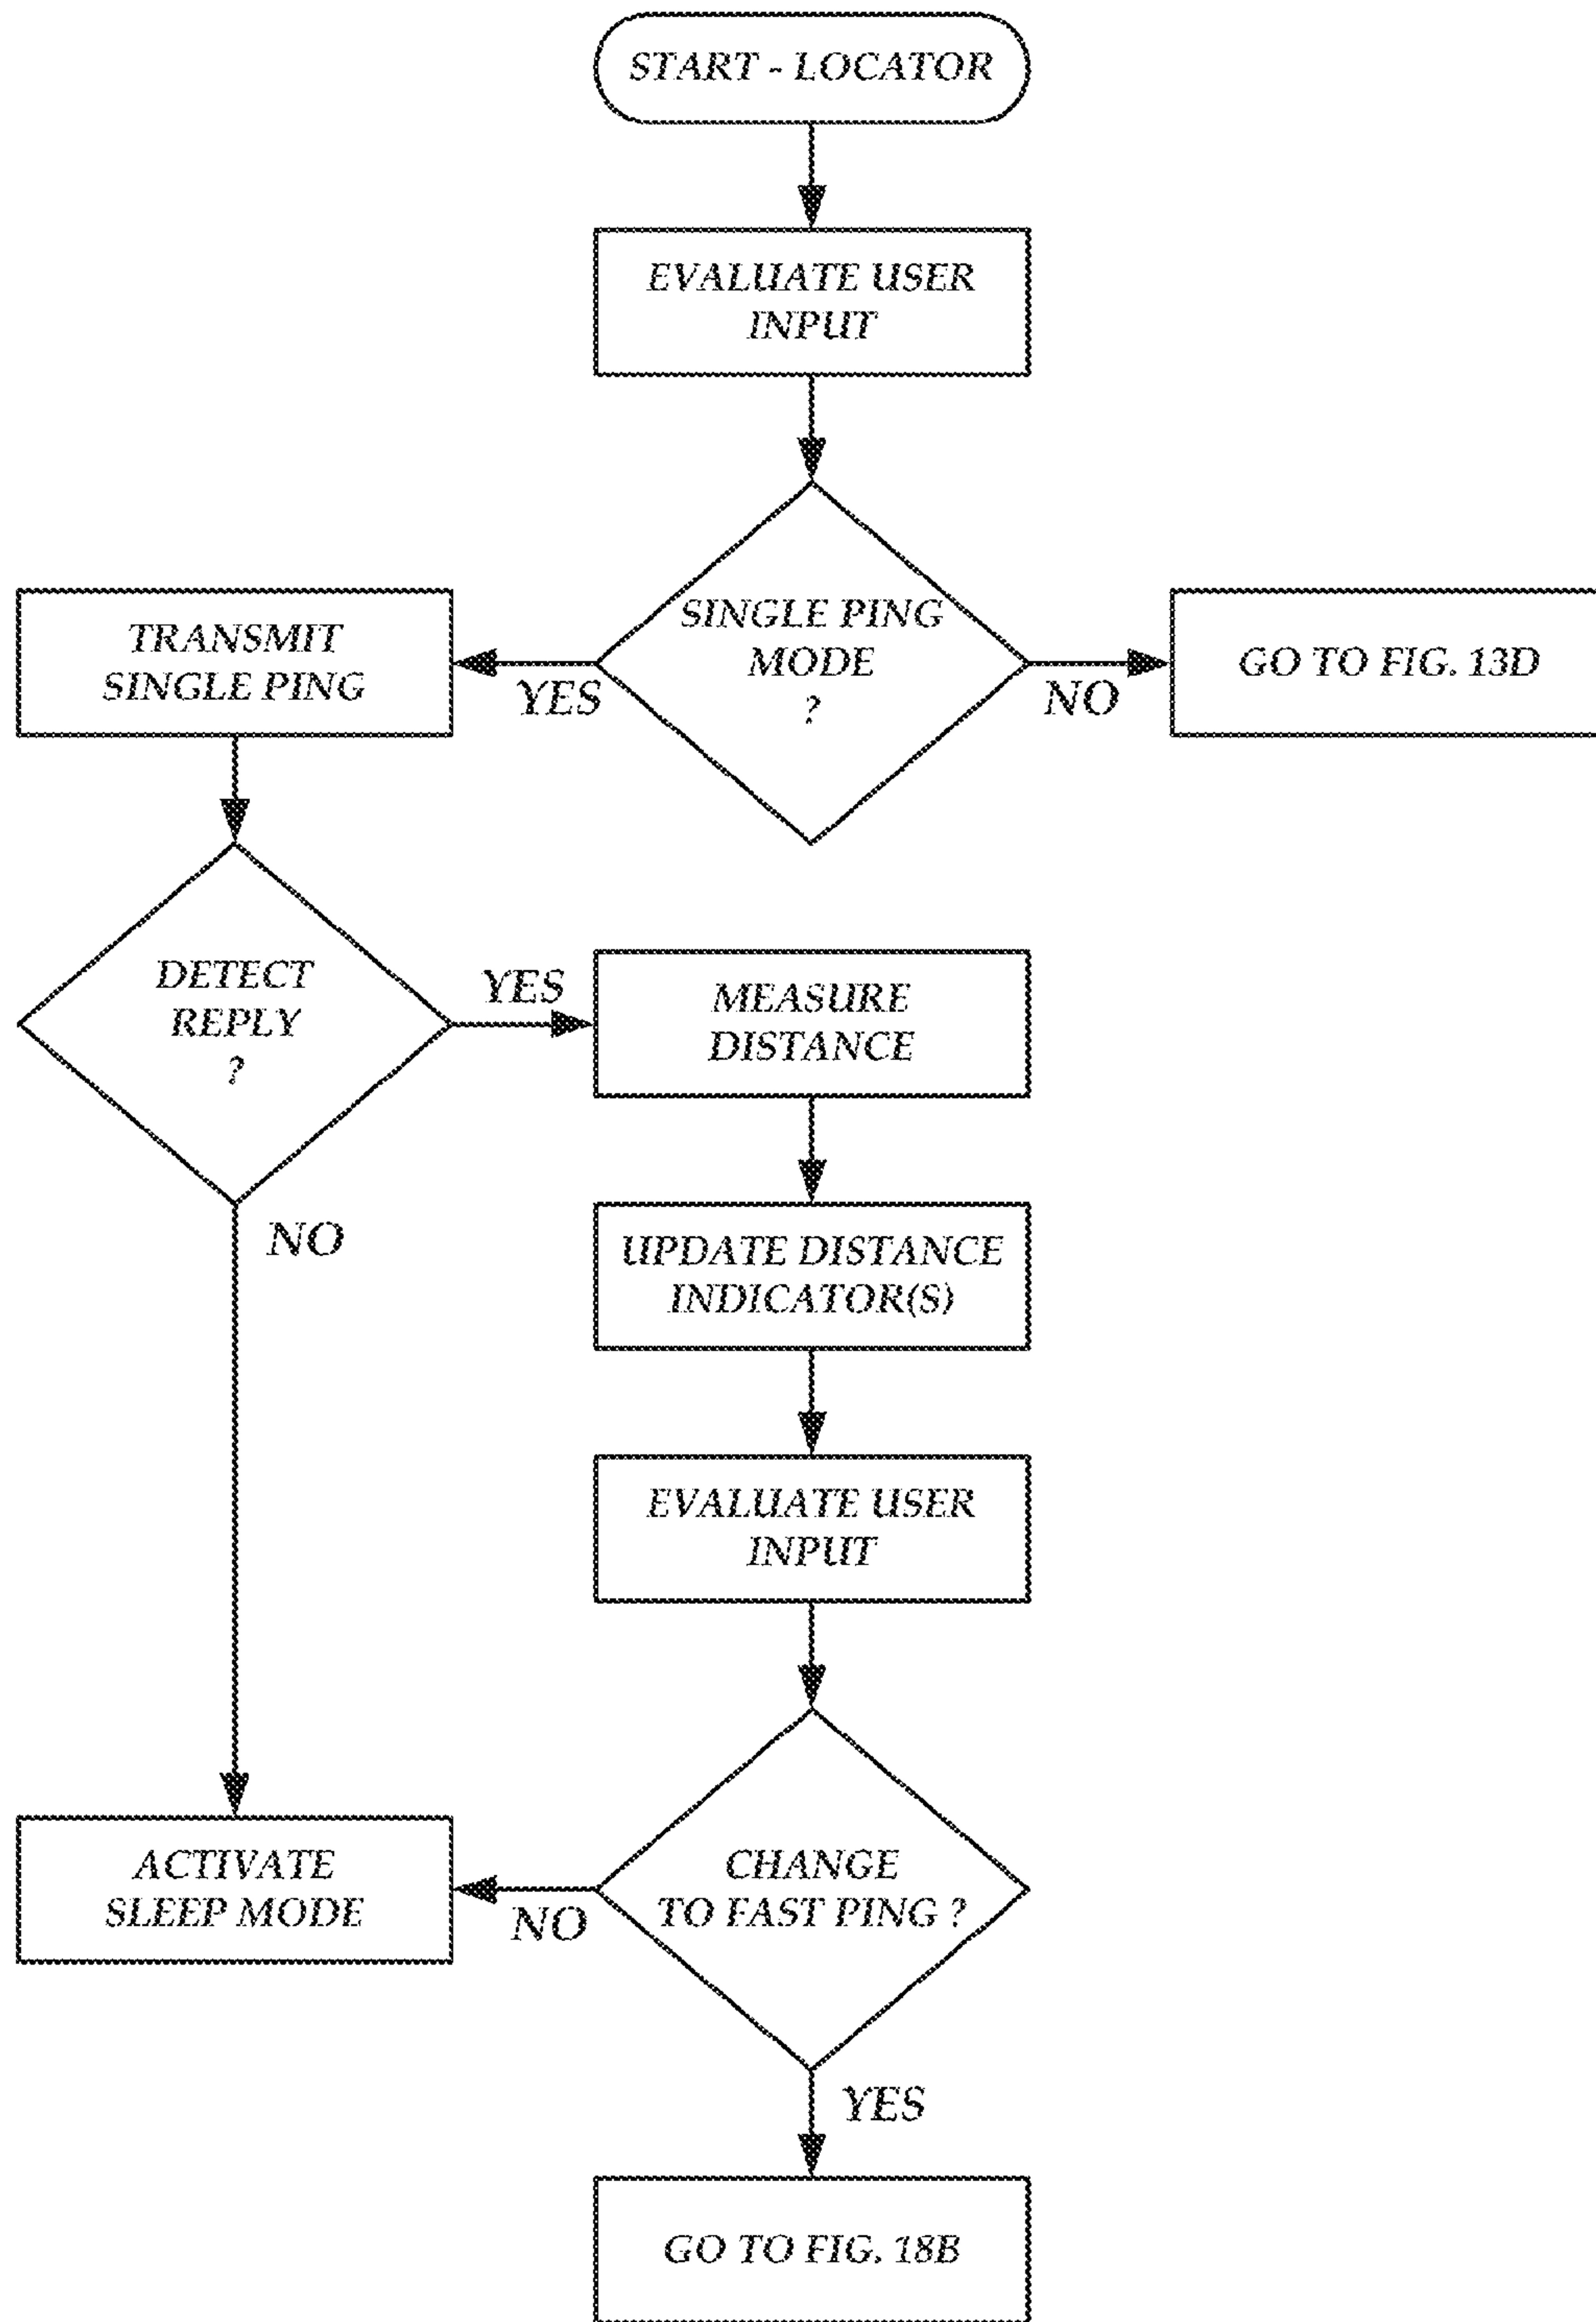 START - LOCATOR
EVALUATE USER
INPUT
SINGLE PING
MODE
?
YES
NO
TRANSMIT
SINGLE PING
GO TO FIG. 13D
DETECT
REPLY
?
YES
NO
MEASURE
DISTANCE
UPDATE DISTANCE
INDICATOR(S)
EVALUATE USER
INPUT
CHANGE
TO FAST PING ?
NO
YES
ACTIVATE
SLEEP MODE
GO TO FIG. 18B